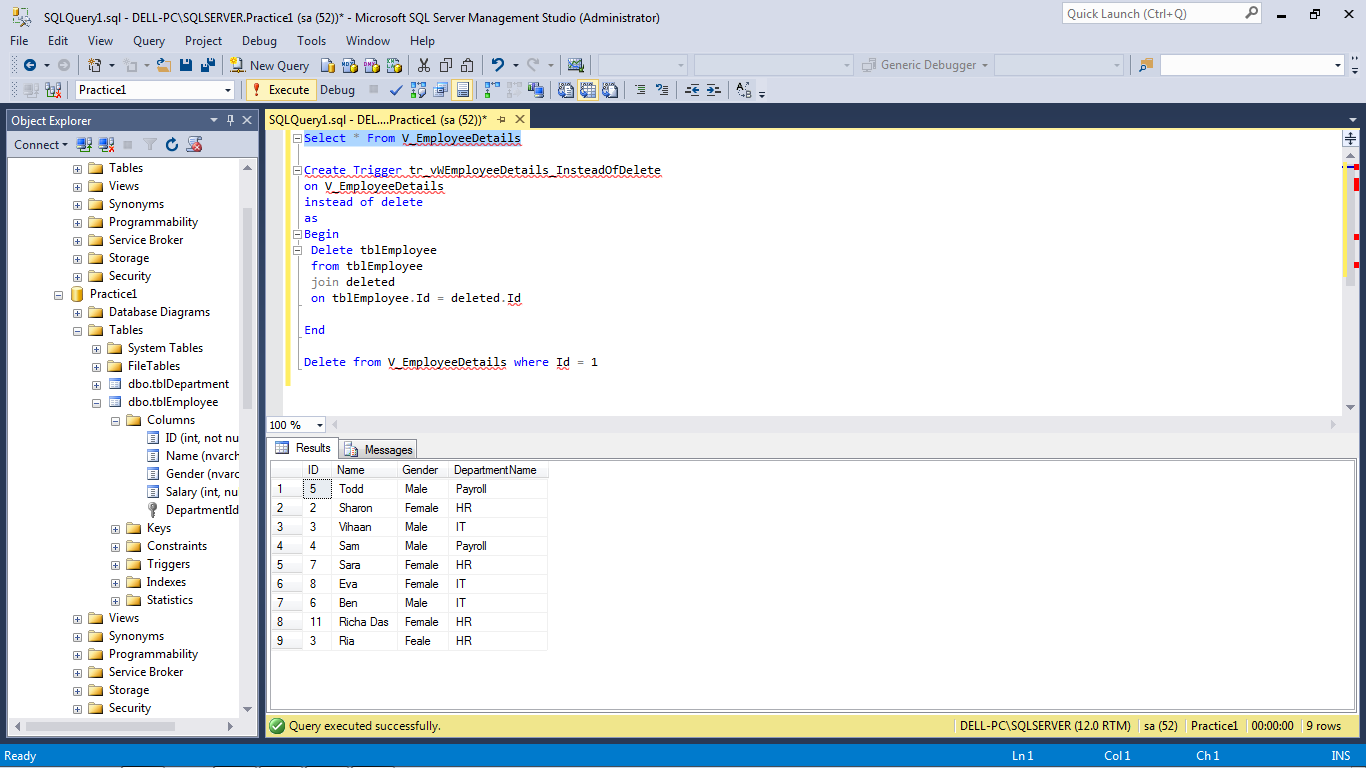 SQLQuery1.sql - DELL-PC\SQLSERVER.Practice1 (sa (52))* - Microsoft SQL Server Management Studio (Administrator)
Quick Launch (Ctrl+Q)
File Edit View Query Project Debug Tools Window Help
New Query
Generic Debugger
Practice1
Execute Debug
Object Explorer
Connect
Tables
Views
Synonyms
Programmability
Service Broker
Storage
Security
Practice1
Database Diagrams
Tables
System Tables
FileTables
dbo.tblDepartment
dbo.tblEmployee
Columns
ID (int, not nu
Name (nvarch
Gender (nvarc
Salary (int, nu
DepartmentId
Keys
Constraints
Triggers
Indexes
Statistics
Views
Synonyms
Programmability
Service Broker
Storage
Security
SQLQuery1.sql - DEL....Practice1 (sa (52))*
Select * From V_EmployeeDetails
Create Trigger tr_vWEmployeeDetails_InsteadOfDelete
on V_EmployeeDetails
instead of delete
as
Begin
Delete tblEmployee
from tblEmployee
join deleted
on tblEmployee.Id = deleted.Id
End
Delete from V_EmployeeDetails where Id = 1
100 %
Results Messages
ID Name Gender DepartmentName
1 5 Todd Male Payroll
2 2 Sharon Female HR
3 3 Vihaan Male IT
4 4 Sam Male Payroll
5 7 Sara Female HR
6 8 Eva Female IT
7 6 Ben Male IT
8 11 Richa Das Female HR
9 3 Ria Feale HR
Query executed successfully.
DELL-PC\SQLSERVER (12.0 RTM) sa (52) Practice1 00:00:00 9 rows
Ready Ln 1 Col 1 Ch 1 INS